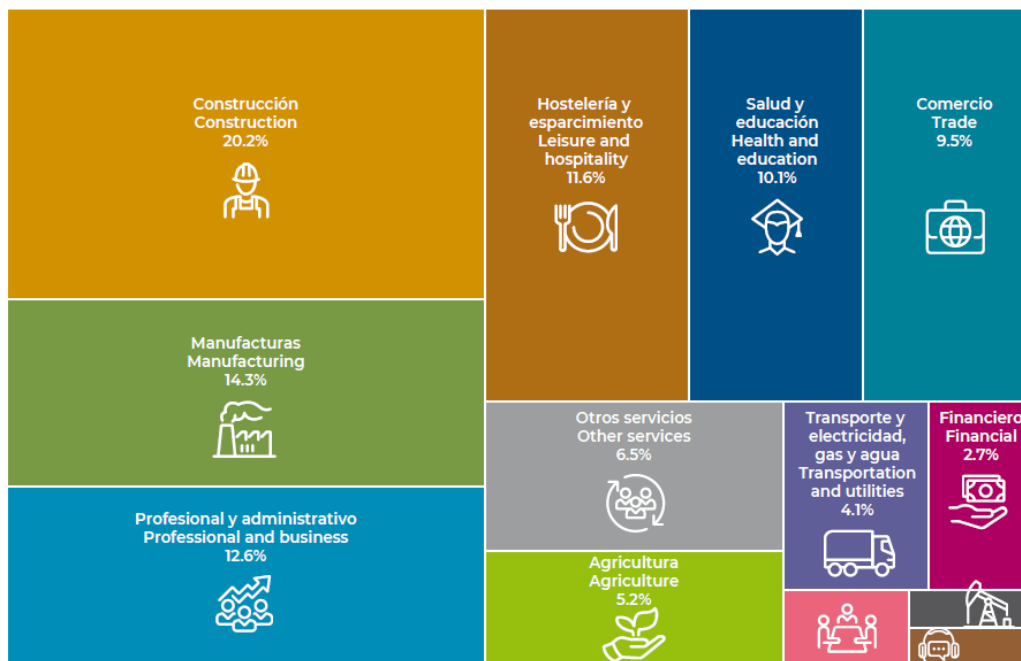 Construcción
Construction
20.2%
Hostelería y
esparcimiento
Leisure and
hospitality
11.6%
Salud y
educación
Health and
education
10.1%
Comercio
Trade
9.5%
Manufacturas
Manufacturing
14.3%
Otros servicios
Other services
6.5%
Transporte y
electricidad,
gas y agua
Transportation
and utilities
4.1%
Financiero
Financial
2.7%
Profesional y administrativo
Professional and business
12.6%
Agricultura
Agriculture
5.2%